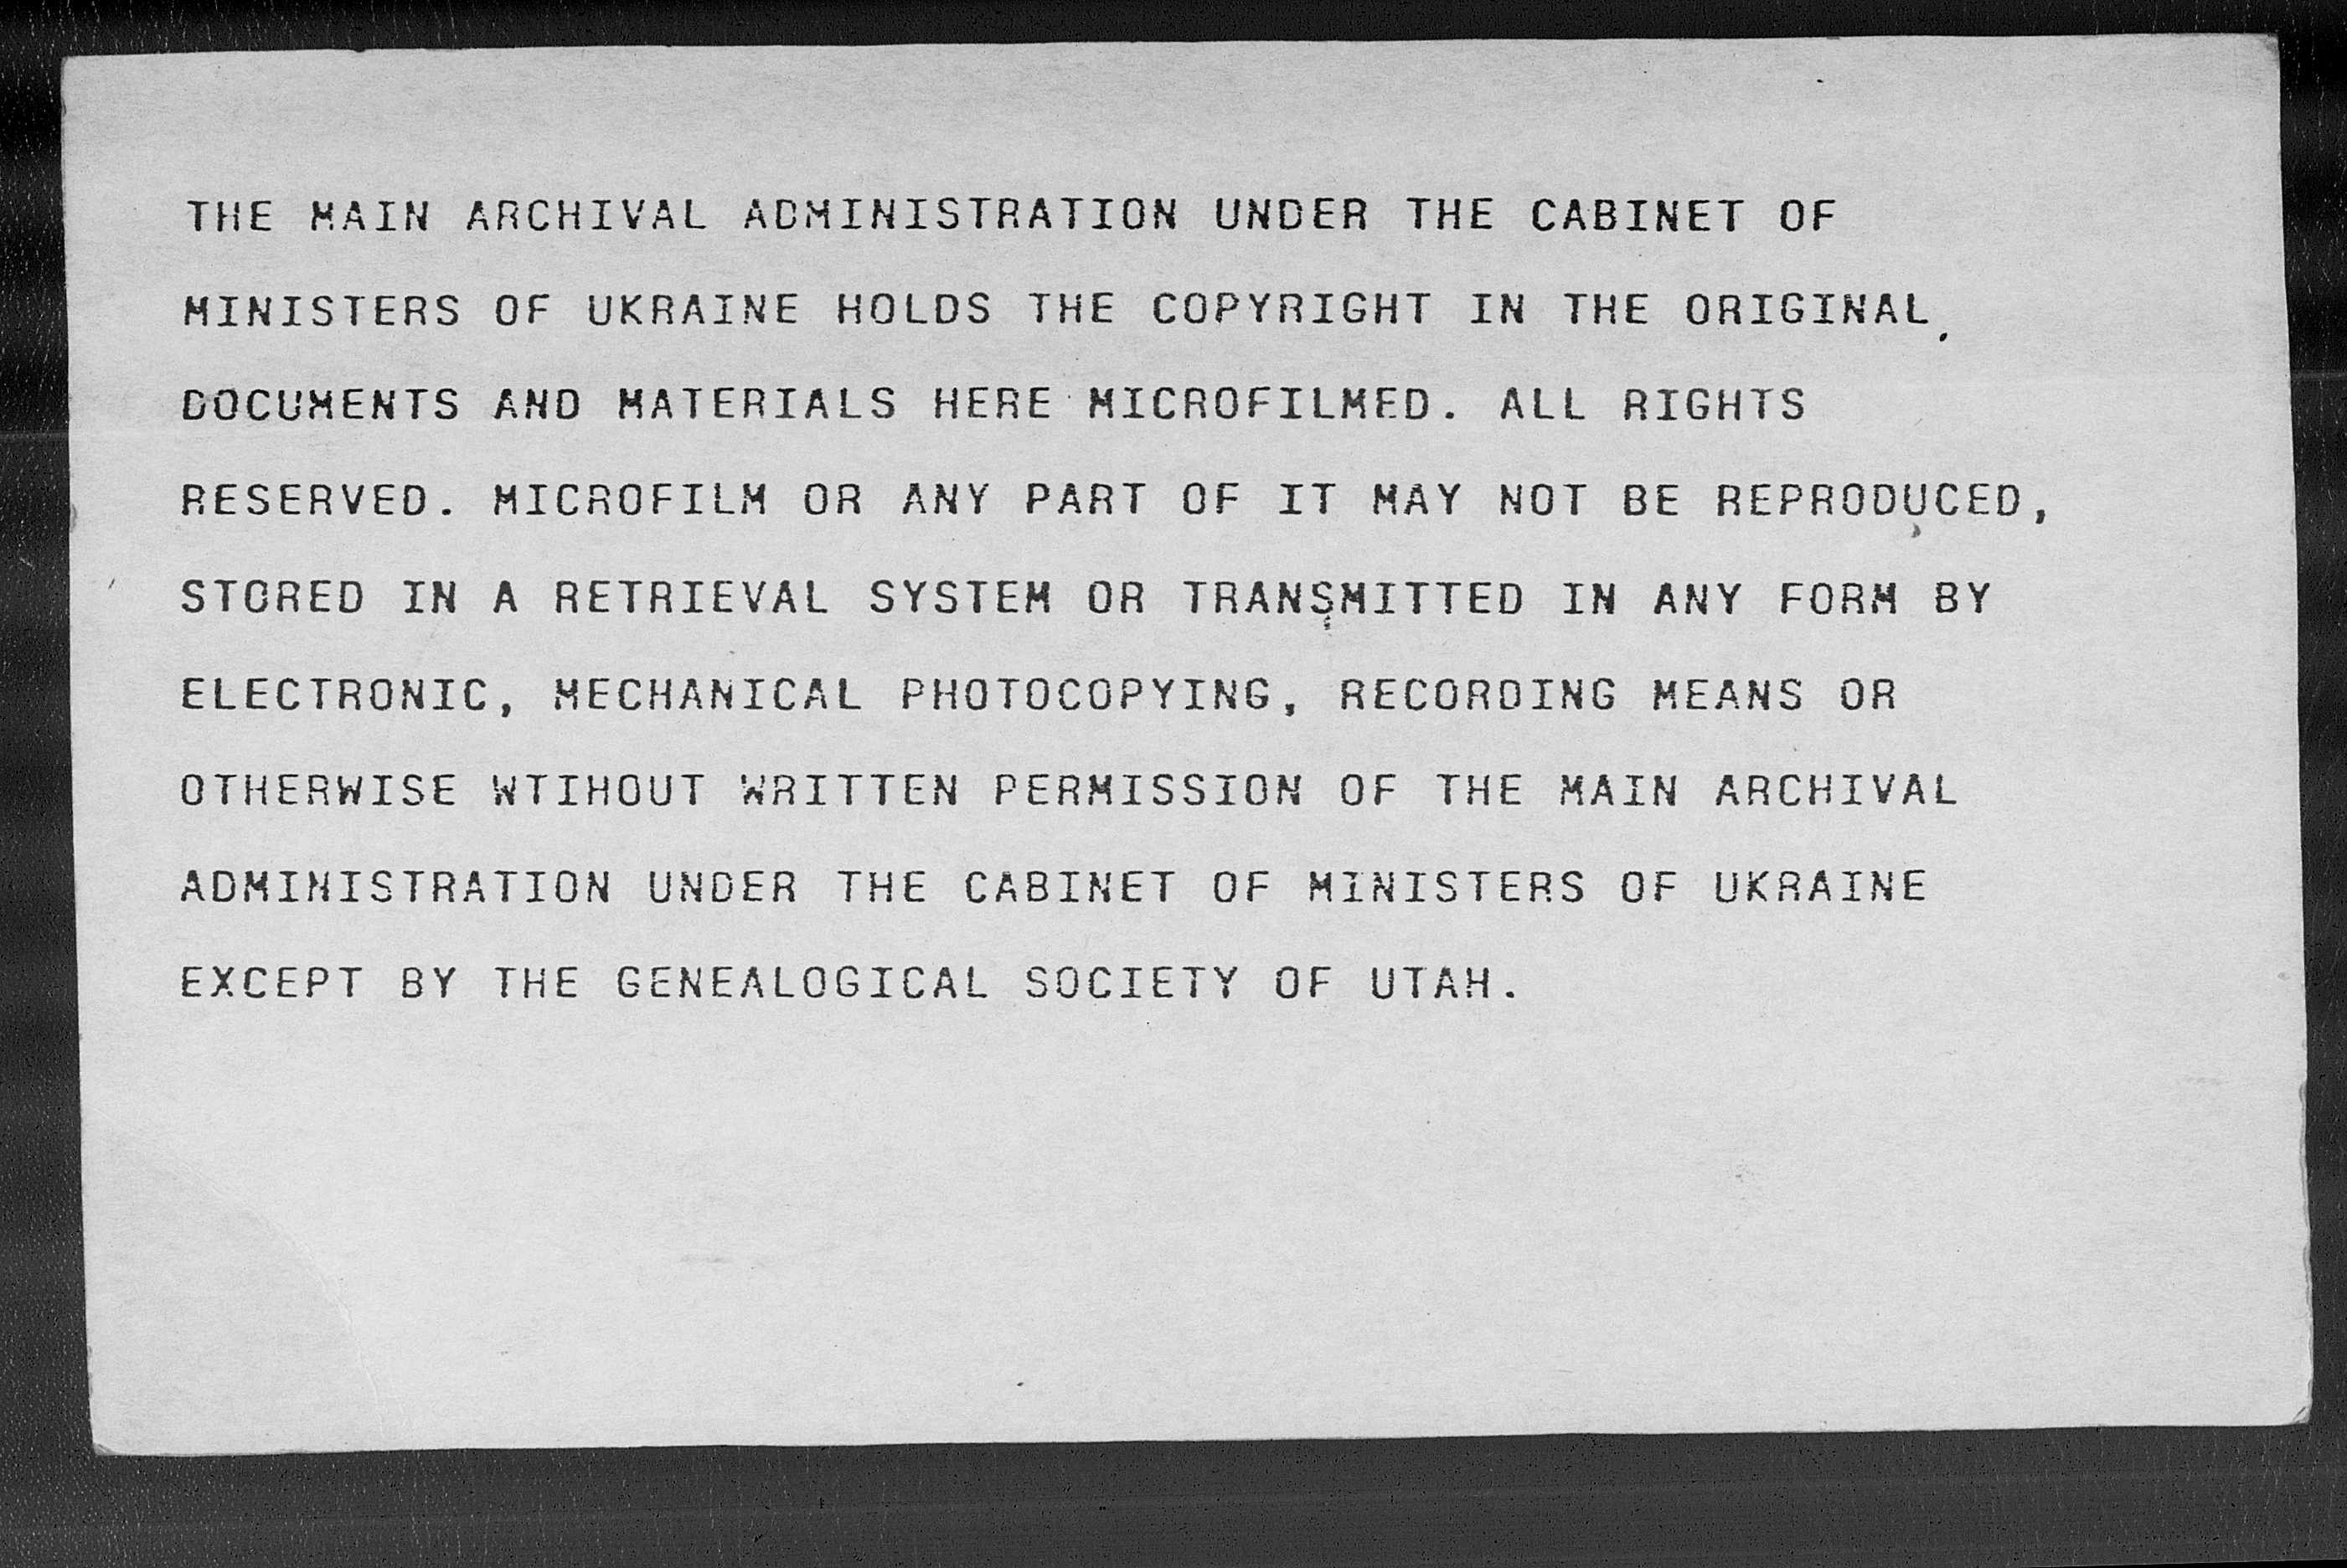 THE MAIN ARCHIVAL ADMINISTRATION UNDER THE CABINET OF
MINISTERS OF UKRAINE HOLDS THE COPYRIGHT IN THE ORIGINAL
DOCUMENTS AND MATERIALS HERE MICROFILMED. ALL RIGHTS
RESERVED. MICROFILM OR ANY PART OF IT MAY NOT BE REPRODUCED,
STORED IN A RETRIEVAL SYSTEM OR TRANSMITTED IN ANY FORM BY
ELECTRONIC, MECHANICAL PHOTOCOPYING, RECORDING MEANS OR
OTHERWISE WTIHOUT WRITTEN PERMISSION OF THE MAIN ARCHIVAL
ADMINISTRATION UNDER THE CABINET OF MINISTERS OF UKRAINE
EXCEPT BY THE GENEALOGICAL SOCIETY OF UTAH.